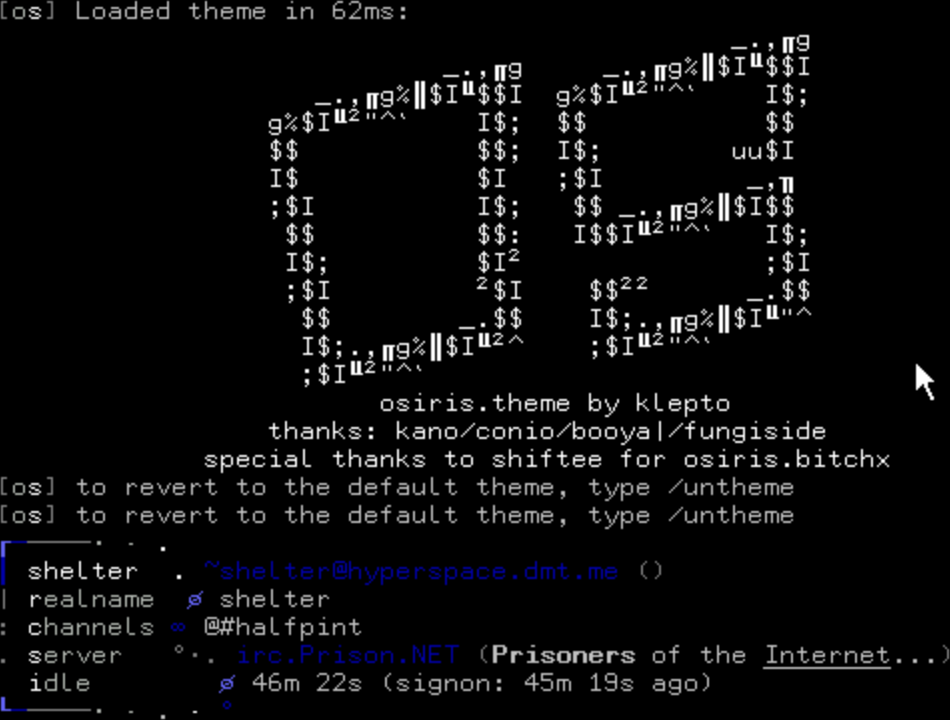 [os] Loaded theme in 62ms:
osiris.theme by klepto
thanks: kano/conio/booya|/fungiside
special thanks to shiftee for osiris.bitchx
[os] to revert to the default theme, type /untheme
[os] to revert to the default theme, type /untheme
shelter . ~shelter@hyperspace.dmt.me ()
| realname ø shelter
: channels ∞ @#halfpint
. server °·. irc.Prison.NET (Prisoners of the Internet...)
idle ø 46m 22s (signon: 45m 19s ago)